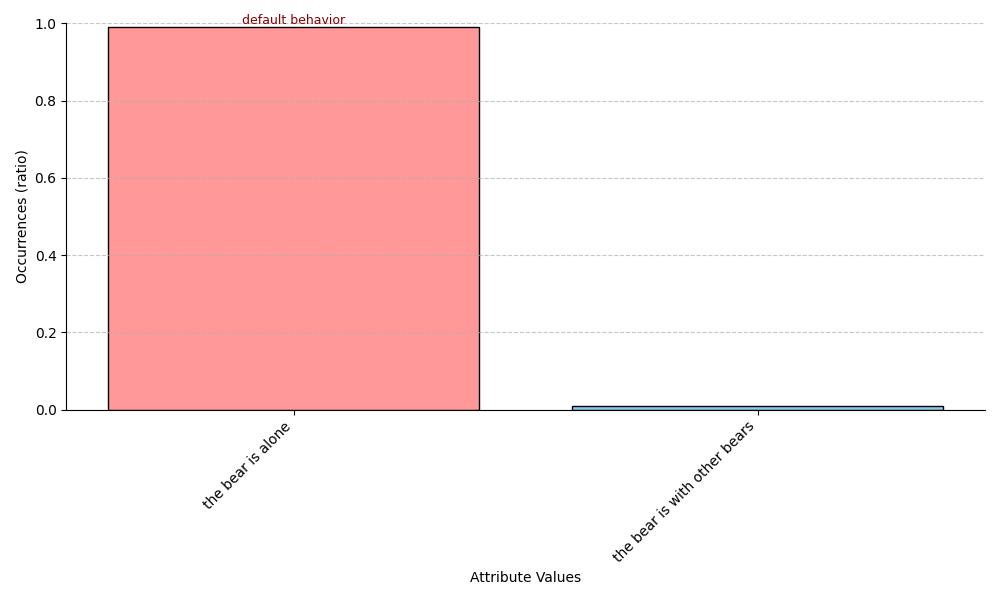 default behavior
1.0
0.8
0.6
0.4
0.2
0.0
Occurrences (ratio)
the bear is alone
the bear is with other bears
Attribute Values